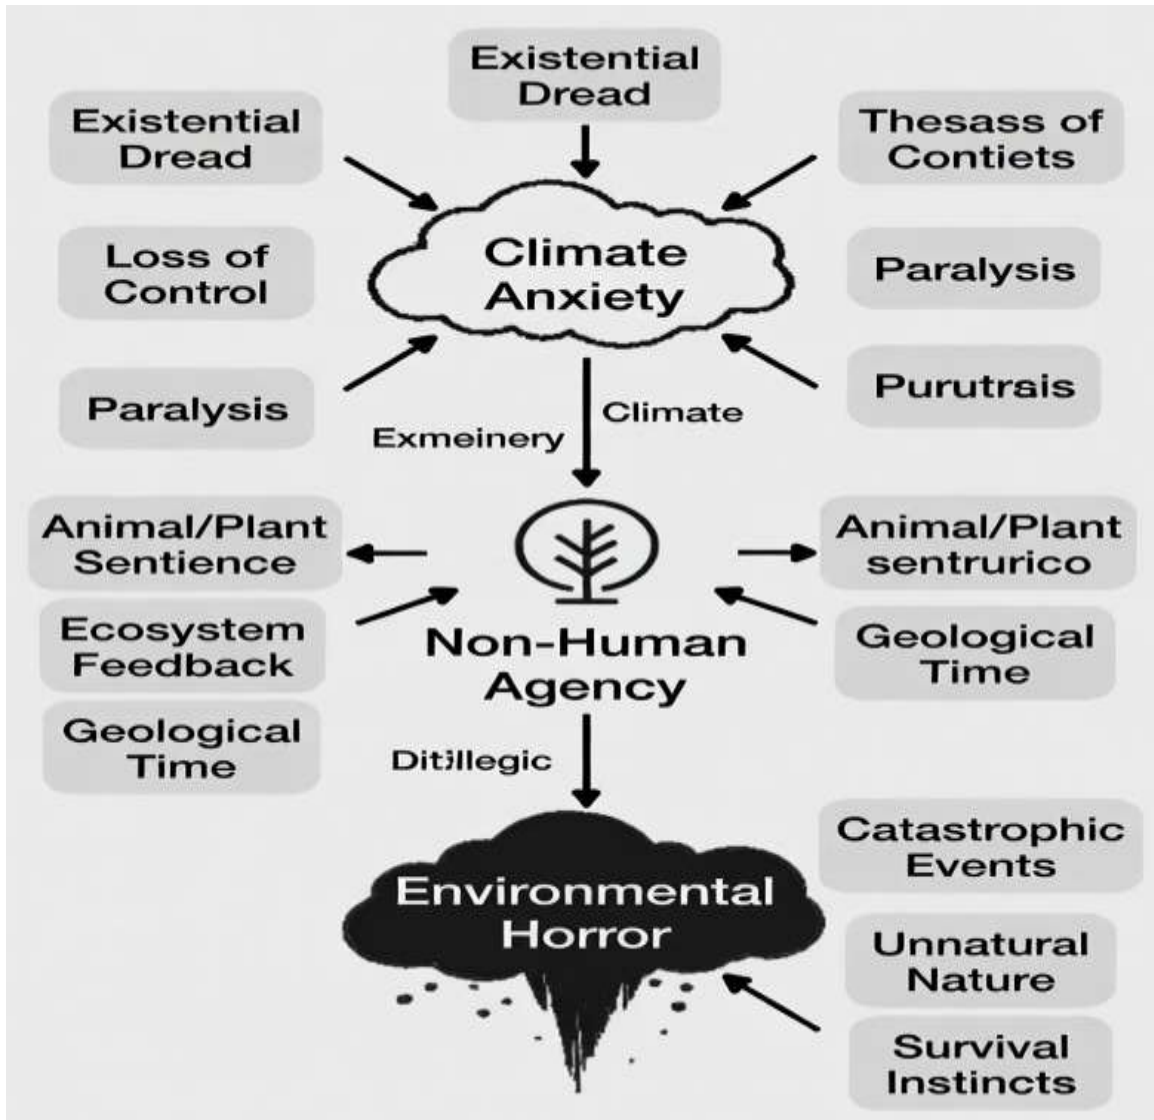 Existential
Dread
Existential
Dread
Thesass of
Contiets
Climate
Anxiety
Loss of
Control
Paralysis
Paralysis
Purutrsis
Climate
Exmeinery
Animal/Plant
Sentience
Animal/Plant
sentrurico
Ecosystem
Feedback
Non-Human
Agency
Geological
Time
Geological
Time
Catastrophic
Events
Environmental
Horror
Unnatural
Nature
Survival
Instincts